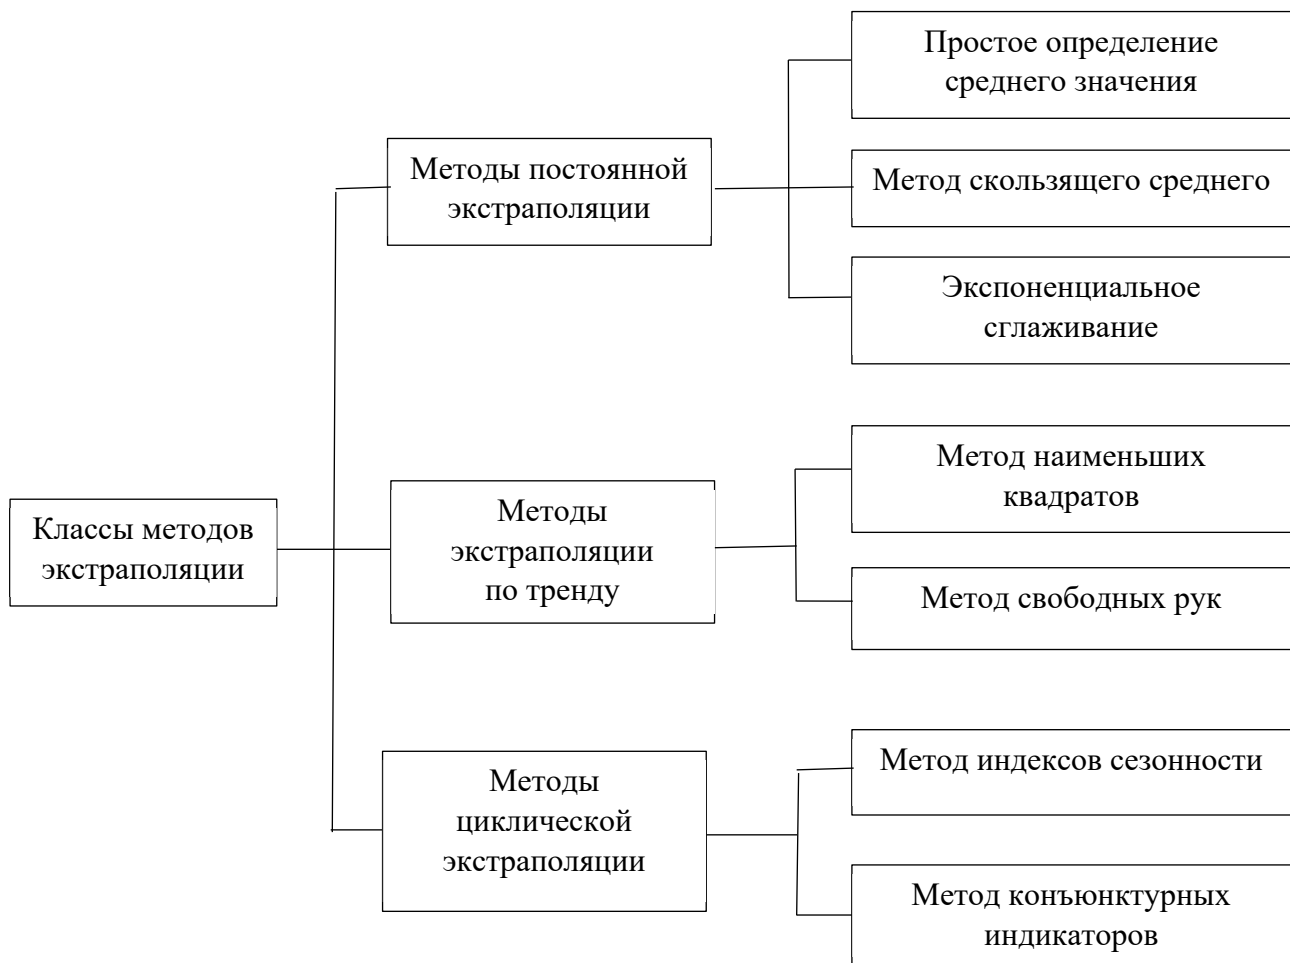 Классы методов
экстраполяции
Методы постоянной
экстраполяции
Простое определение
среднего значения
Метод скользящего среднего
Экспоненциальное
сглаживание
Методы
экстраполяции
по тренду
Метод наименьших
квадратов
Метод свободных рук
Методы
циклической
экстраполяции
Метод индексов сезонности
Метод конъюнктурных
индикаторов